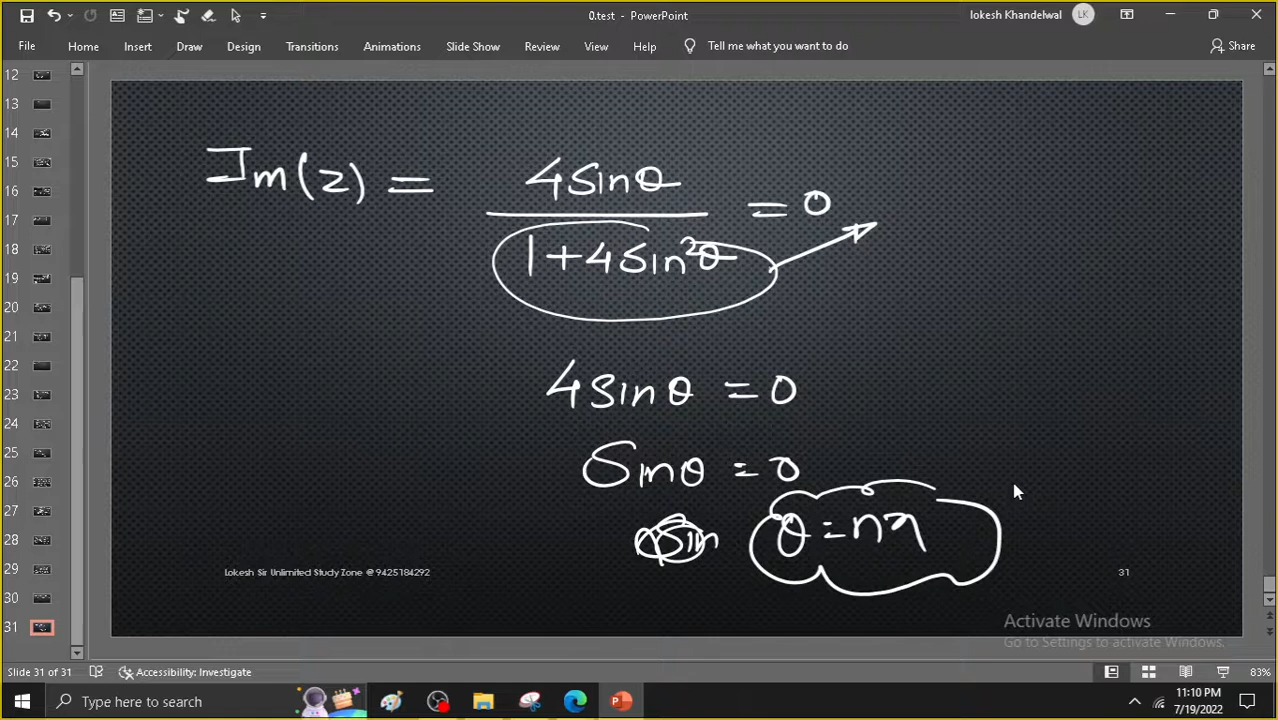 0.test - PowerPoint
lokesh Khandelwal LK
File Home Insert Draw Design Transitions Animations Slide Show Review View Help Tell me what you want to do Share
12
13
14
15
16
17
18
19
20
21
22
23
24
25
26
27
28
29
30
31
Im(z) = 4sinθ / 1+4sin²θ = 0
4sinθ = 0
sinθ = 0
sin θ = nπ
Lokesh Sir Unlimited Study Zone @ 9425184292
31
Activate Windows
Go to Settings to activate Windows.
Slide 31 of 31 Accessibility: Investigate 83%
Type here to search
11:10 PM
7/19/2022